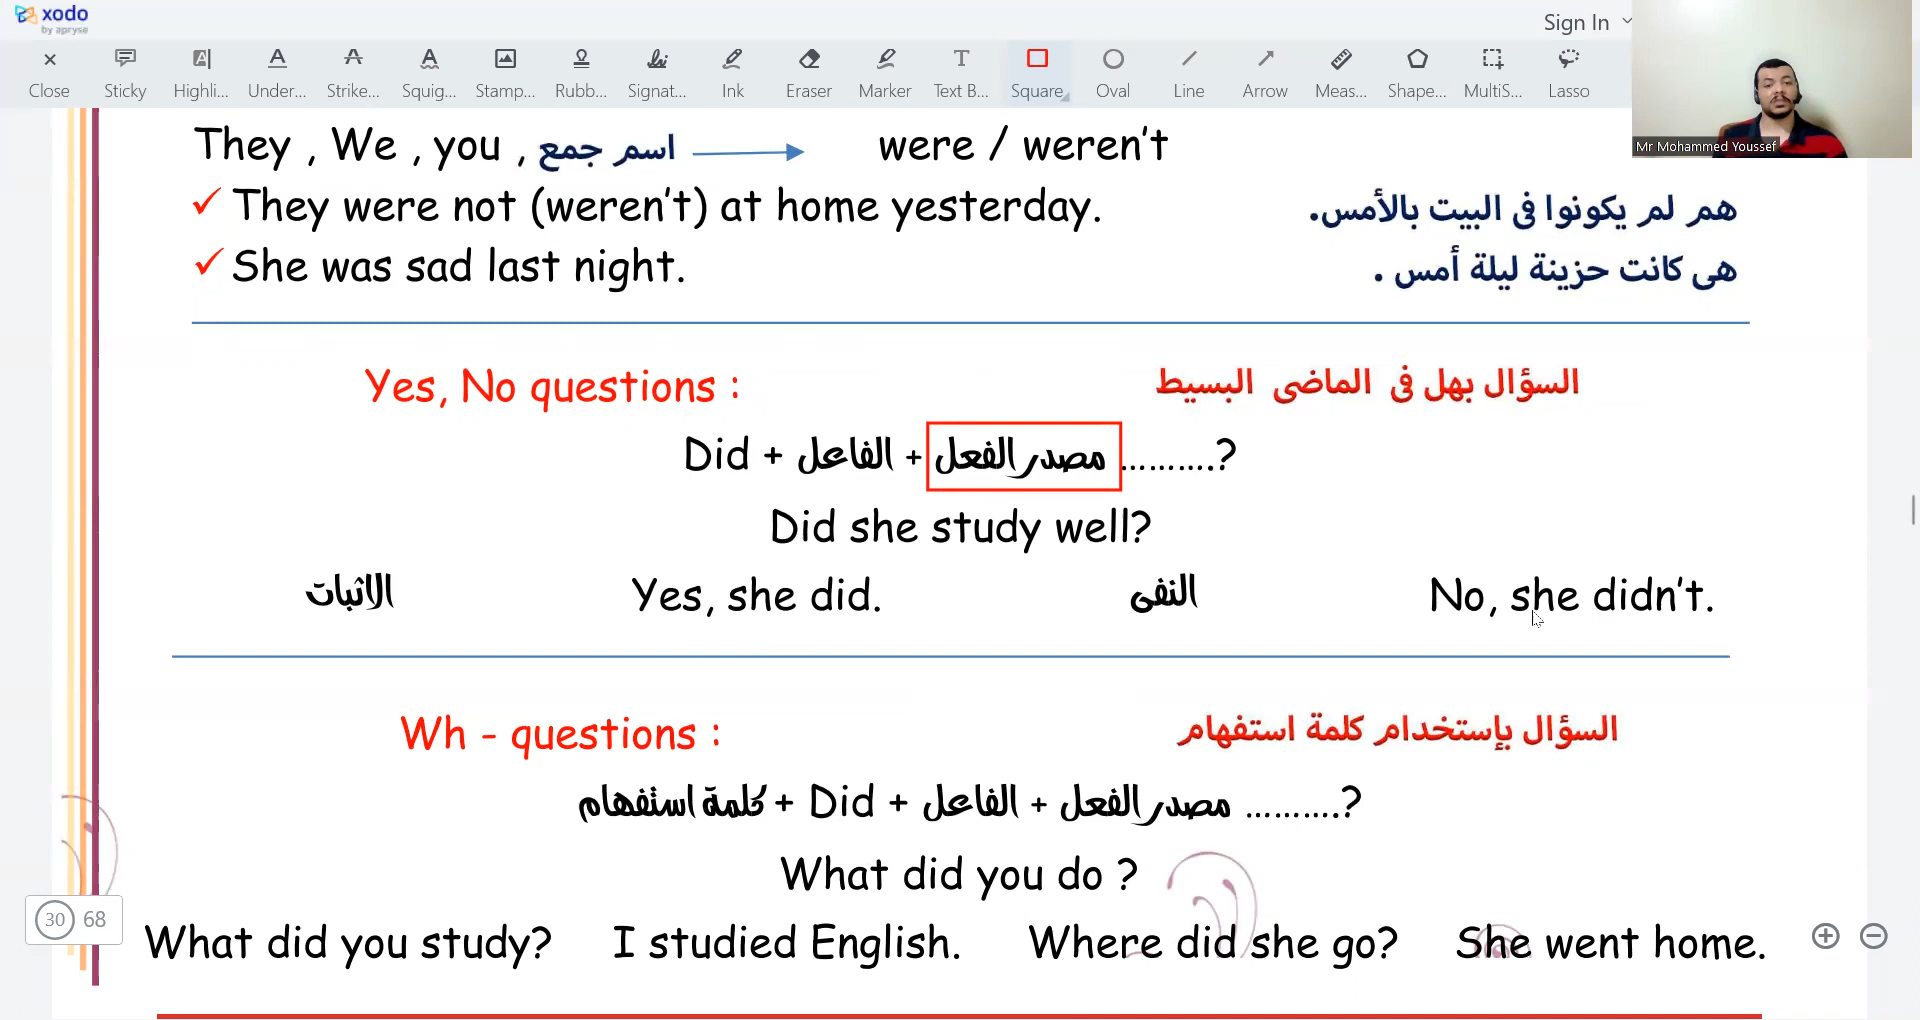 xodo
by apryse
Sign In
Close Sticky Highli... Under... Strike... Squig... Stamp... Rubb... Signat... Ink Eraser Marker Text B... Square Oval Line Arrow Meas... Shape... MultiS... Lasso
Mr Mohammed Youssef
They , We , you , اسم جمع were / weren't
They were not (weren't) at home yesterday. هم لم يكونوا فى البيت بالأمس.
She was sad last night. هى كانت حزينة ليلة أمس .
Yes, No questions : السؤال بهل فى الماضى البسيط
Did + الفاعل + مصدر الفعل ..........?
Did she study well?
الاثبات Yes, she did. النفى No, she didn't.
Wh - questions : السؤال بإستخدام كلمة استفهام
كلمة استفهام + Did + الفاعل + مصدر الفعل ..........?
What did you do ?
30 68
What did you study? I studied English. Where did she go? She went home.